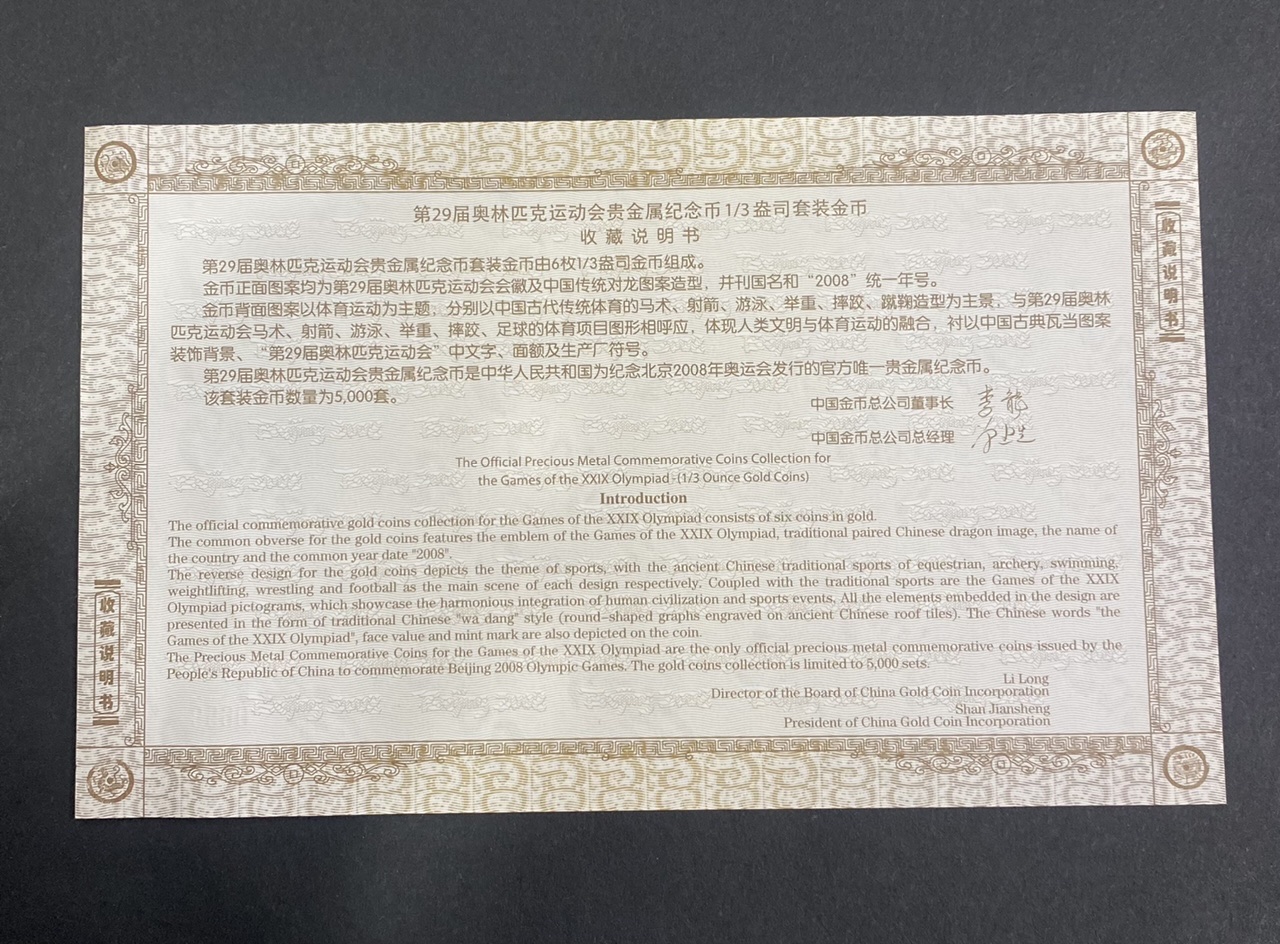 第29届奥林匹克运动会贵金属纪念币1/3盎司套装金币
收藏说明书
第29届奥林匹克运动会贵金属纪念币套装金币由6枚1/3盎司金币组成。
金币正面图案均为第29届奥林匹克运动会会徽及中国传统对龙图案造型，并刊国名和“2008”统一年号。
金币背面图案以体育运动为主题，分别以中国古代传统体育的马术、射箭、游泳、举重、摔跤、蹴鞠造型为主景，与第29届奥林
匹克运动会马术、射箭、游泳、举重、摔跤、足球的体育项目图形相呼应，体现人类文明与体育运动的融合，衬以中国古典瓦当图案
装饰背景、“第29届奥林匹克运动会”中文字、面额及生产厂符号。
第29届奥林匹克运动会贵金属纪念币是中华人民共和国为纪念北京2008年奥运会发行的官方唯一贵金属纪念币。
该套装金币数量为5,000套。
中国金币总公司董事长 李龍
中国金币总公司总经理
The Official Precious Metal Commemorative Coins Collection for
the Games of the XXIX Olympiad-(1/3 Ounce Gold Coins)
Introduction
The official commemorative gold coins collection for the Games of the XXIX Olympiad consists of six coins in gold.
The common obverse for the gold coins features the emblem of the Games of the XXIX Olympiad, traditional paired Chinese dragon image, the name of
the country and the common year date "2008".
The reverse design for the gold coins depicts the theme of sports, with the ancient Chinese traditional sports of equestrian, archery, swimming,
weightlifting, wrestling and football as the main scene of each design respectively. Coupled with the traditional sports are the Games of the XXIX
Olympiad pictograms, which showcase the harmonious integration of human civilization and sports events. All the elements embedded in the design are
presented in the form of traditional Chinese "wa dang" style (round-shaped graphs engraved on ancient Chinese roof tiles). The Chinese words "the
Games of the XXIX Olympiad", face value and mint mark are also depicted on the coin.
The Precious Metal Commemorative Coins for the Games of the XXIX Olympiad are the only official precious metal commemorative coins issued by the
People's Republic of China to commemorate Beijing 2008 Olympic Games. The gold coins collection is limited to 5,000 sets.
Li Long
Director of the Board of China Gold Coin Incorporation
Shan Jiansheng
President of China Gold Coin Incorporation
收藏说明书
收藏说明书